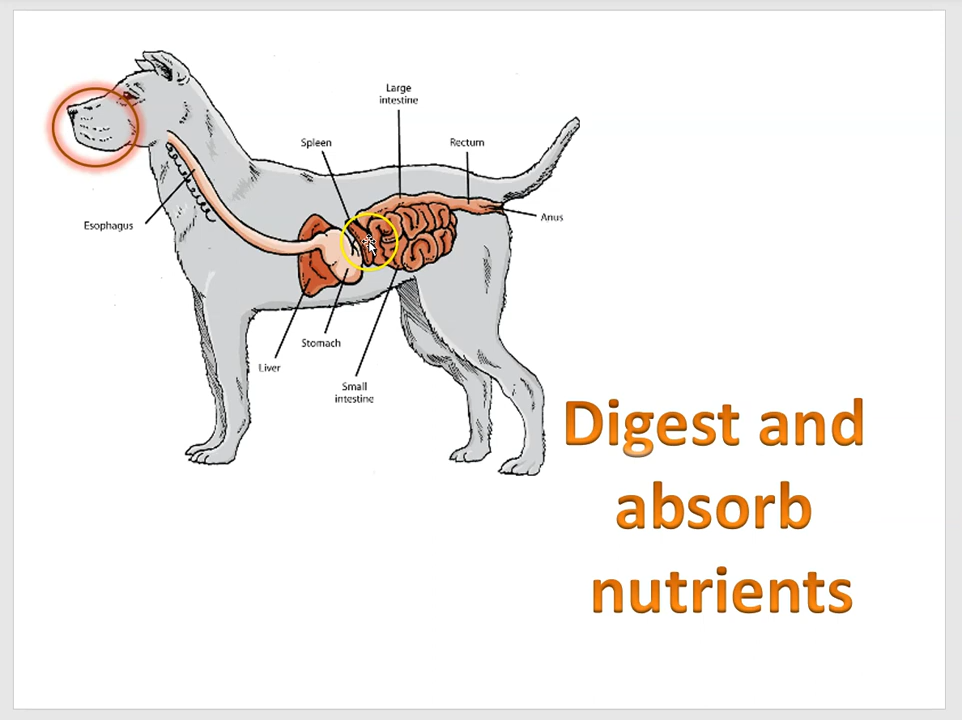 Large
intestine
Spleen
Rectum
Esophagus
Anus
Stomach
Liver
Small
intestine
Digest and
absorb
nutrients